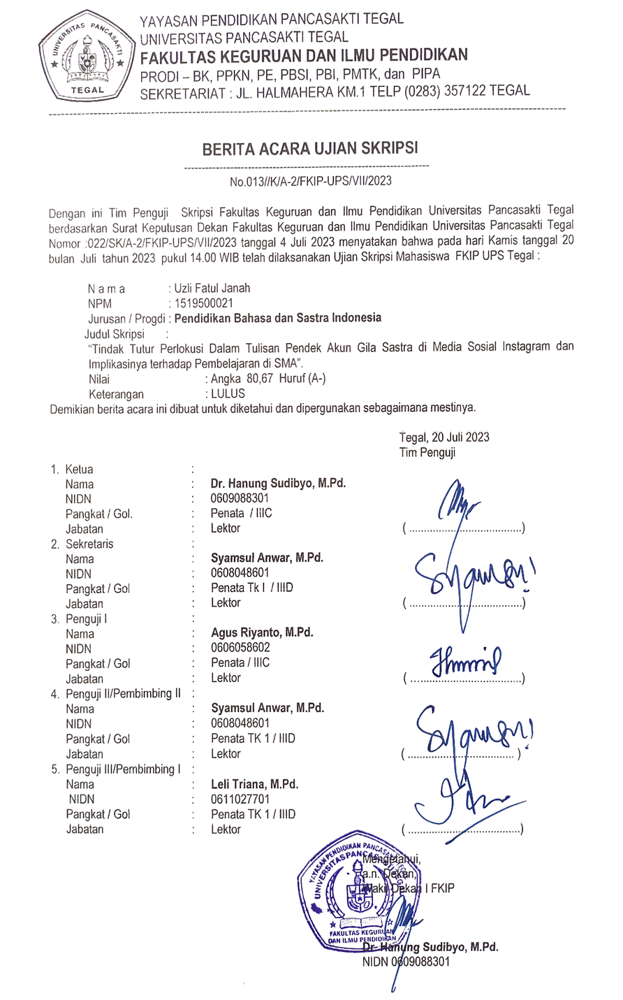 YAYASAN PENDIDIKAN PANCASAKTI TEGAL
UNIVERSITAS PANCASAKTI TEGAL
FAKULTAS KEGURUAN DAN ILMU PENDIDIKAN
PRODI – BK, PPKN, PE, PBSI, PBI, PMTK, dan PIPA
SEKRETARIAT : JL. HALMAHERA KM.1 TELP (0283) 357122 TEGAL
UNIVERSITAS PANCASAKTI
TEGAL
BERITA ACARA UJIAN SKRIPSI
No.013//K/A-2/FKIP-UPS/VII/2023
Dengan ini Tim Penguji Skripsi Fakultas Keguruan dan Ilmu Pendidikan Universitas Pancasakti Tegal
berdasarkan Surat Keputusan Dekan Fakultas Keguruan dan Ilmu Pendidikan Universitas Pancasakti Tegal
Nomor :022/SK/A-2/FKIP-UPS/VII/2023 tanggal 4 Juli 2023 menyatakan bahwa pada hari Kamis tanggal 20
bulan Juli tahun 2023 pukul 14.00 WIB telah dilaksanakan Ujian Skripsi Mahasiswa FKIP UPS Tegal :
N a m a : Uzli Fatul Janah
NPM : 1519500021
Jurusan / Progdi : Pendidikan Bahasa dan Sastra Indonesia
Judul Skripsi :
“Tindak Tutur Perlokusi Dalam Tulisan Pendek Akun Gila Sastra di Media Sosial Instagram dan
Implikasinya terhadap Pembelajaran di SMA”.
Nilai : Angka 80,67 Huruf (A-)
Keterangan : LULUS
Demikian berita acara ini dibuat untuk diketahui dan dipergunakan sebagaimana mestinya.
Tegal, 20 Juli 2023
Tim Penguji
1. Ketua :
Nama : Dr. Hanung Sudibyo, M.Pd.
NIDN : 0609088301
Pangkat / Gol. : Penata / IIIC
Jabatan : Lektor (..................................)
2. Sekretaris :
Nama : Syamsul Anwar, M.Pd.
NIDN : 0608048601
Pangkat / Gol : Penata Tk I / IIID
Jabatan : Lektor (..................................)
3. Penguji I :
Nama : Agus Riyanto, M.Pd.
NIDN : 0606058602
Pangkat / Gol : Penata / IIIC
Jabatan : Lektor (..................................)
4. Penguji II/Pembimbing II :
Nama : Syamsul Anwar, M.Pd.
NIDN : 0608048601
Pangkat / Gol : Penata TK 1 / IIID
Jabatan : Lektor (..................................)
5. Penguji III/Pembimbing I :
Nama : Leli Triana, M.Pd.
NIDN : 0611027701
Pangkat / Gol : Penata TK 1 / IIID
Jabatan : Lektor (..................................)
Mengetahui,
a.n. Dekan,
Wakil Dekan I FKIP
YAYASAN PENDIDIKAN PANCASAKTI TEGAL
UNIVERSITAS PANCASAKTI TEGAL
FAKULTAS KEGURUAN
DAN ILMU PENDIDIKAN
Dr. Hanung Sudibyo, M.Pd.
NIDN 0609088301